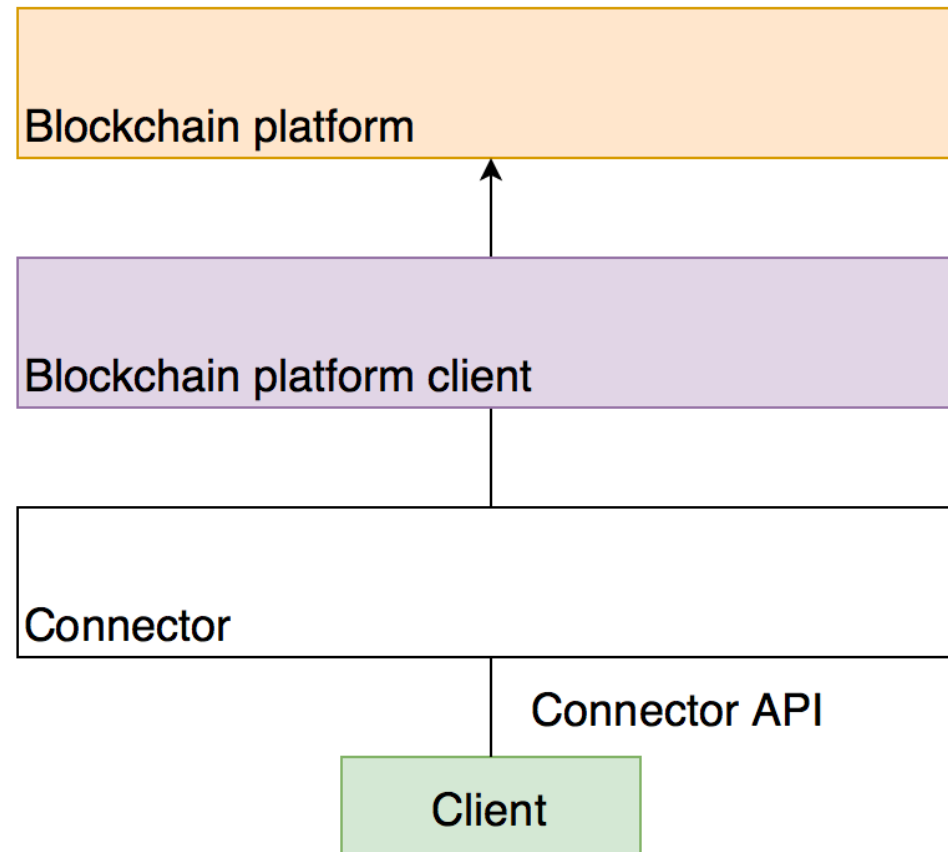 Blockchain platform
Blockchain platform client
Connector
Connector API
Client